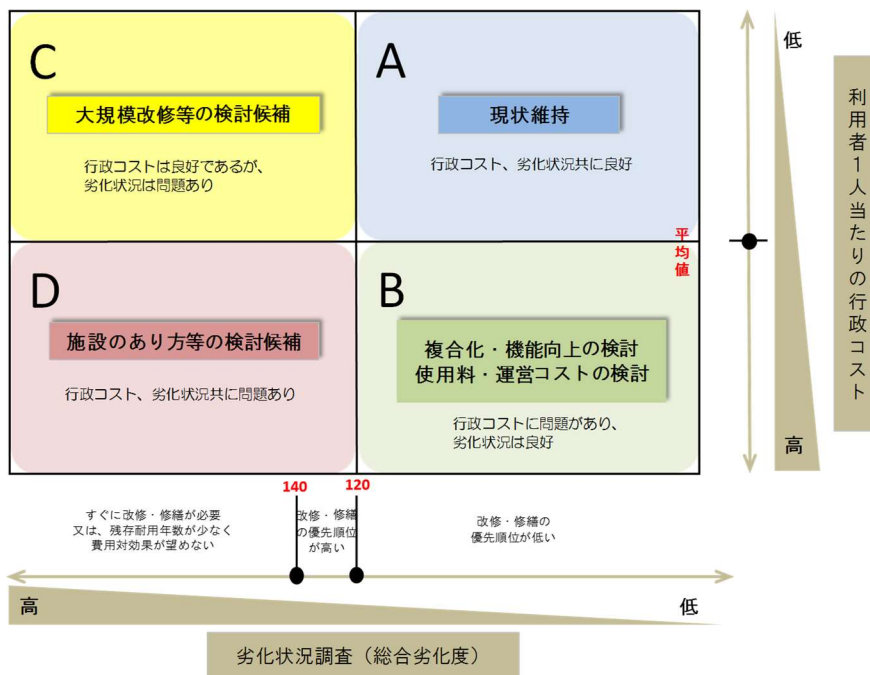 C
大規模改修等の検討候補
行政コストは良好であるが、
劣化状況は問題あり
A
現状維持
行政コスト、劣化状況共に良好
D
施設のあり方等の検討候補
行政コスト、劣化状況共に問題あり
B
複合化・機能向上の検討
使用料・運営コストの検討
行政コストに問題があり、
劣化状況は良好
平均値
低
高
利用者1人当たりの行政コスト
140
120
すぐに改修・修繕が必要
又は、残存耐用年数が少なく
費用対効果が望めない
改修・修繕
の優先順位
が高い
改修・修繕の
優先順位が低い
高
低
劣化状況調査（総合劣化度）